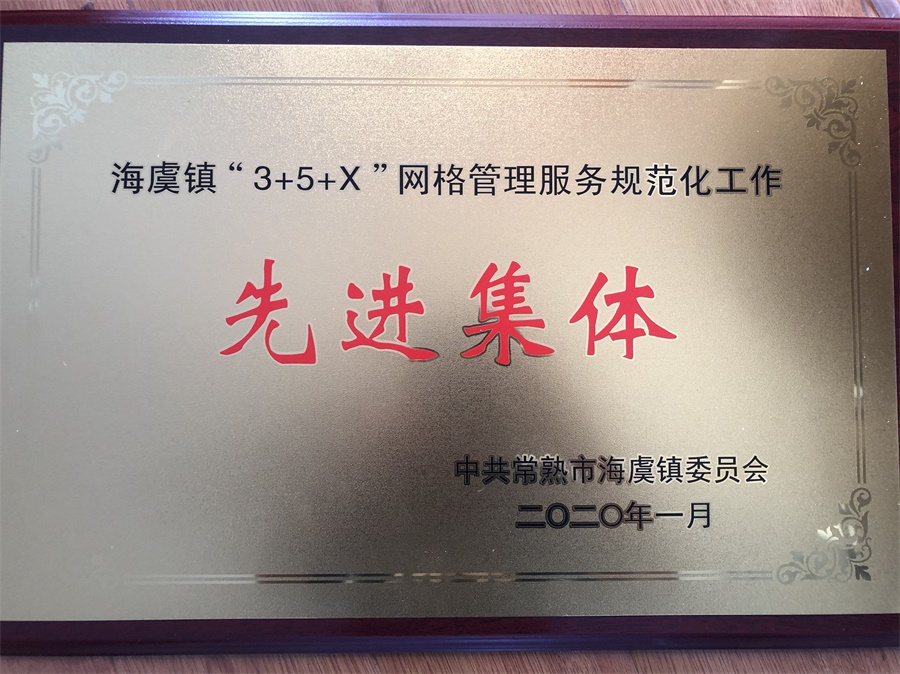 海虞镇“3+5+X”网格管理服务规范化工作
先进集体
中共常熟市海虞镇委员会
二〇二〇年一月